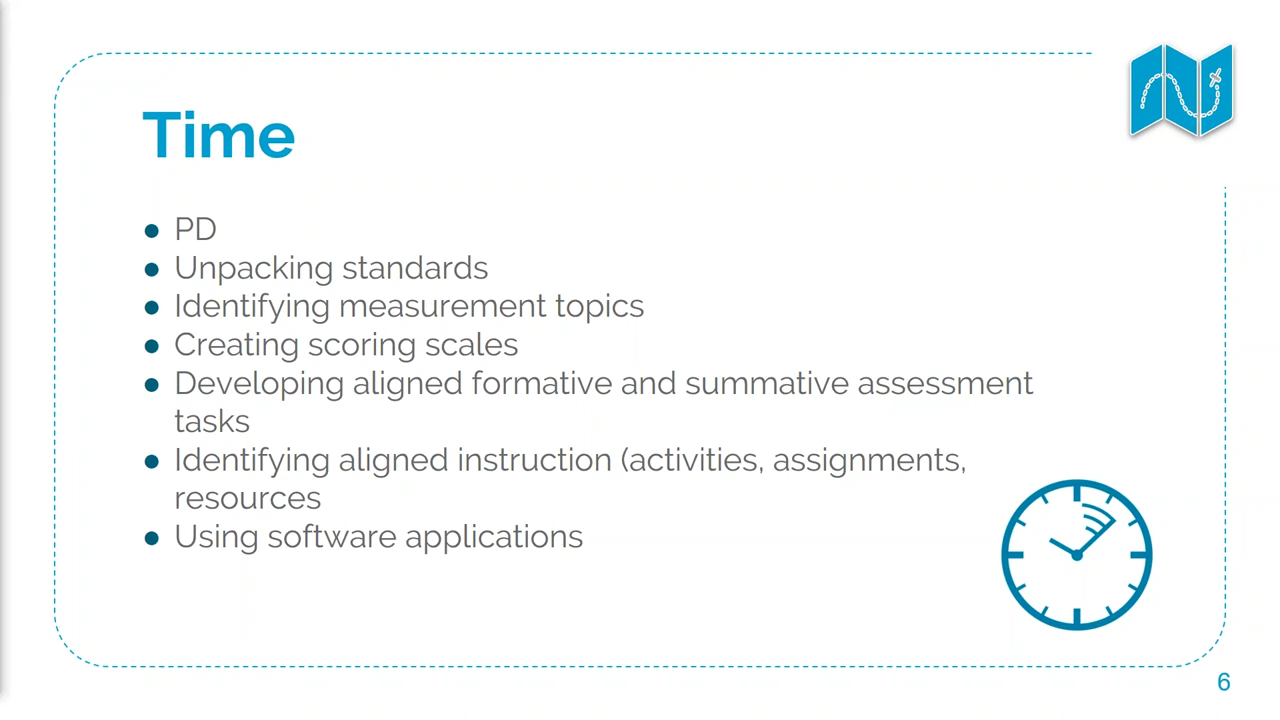 Time
● PD
● Unpacking standards
● Identifying measurement topics
● Creating scoring scales
● Developing aligned formative and summative assessment
tasks
● Identifying aligned instruction (activities, assignments,
resources
● Using software applications
6